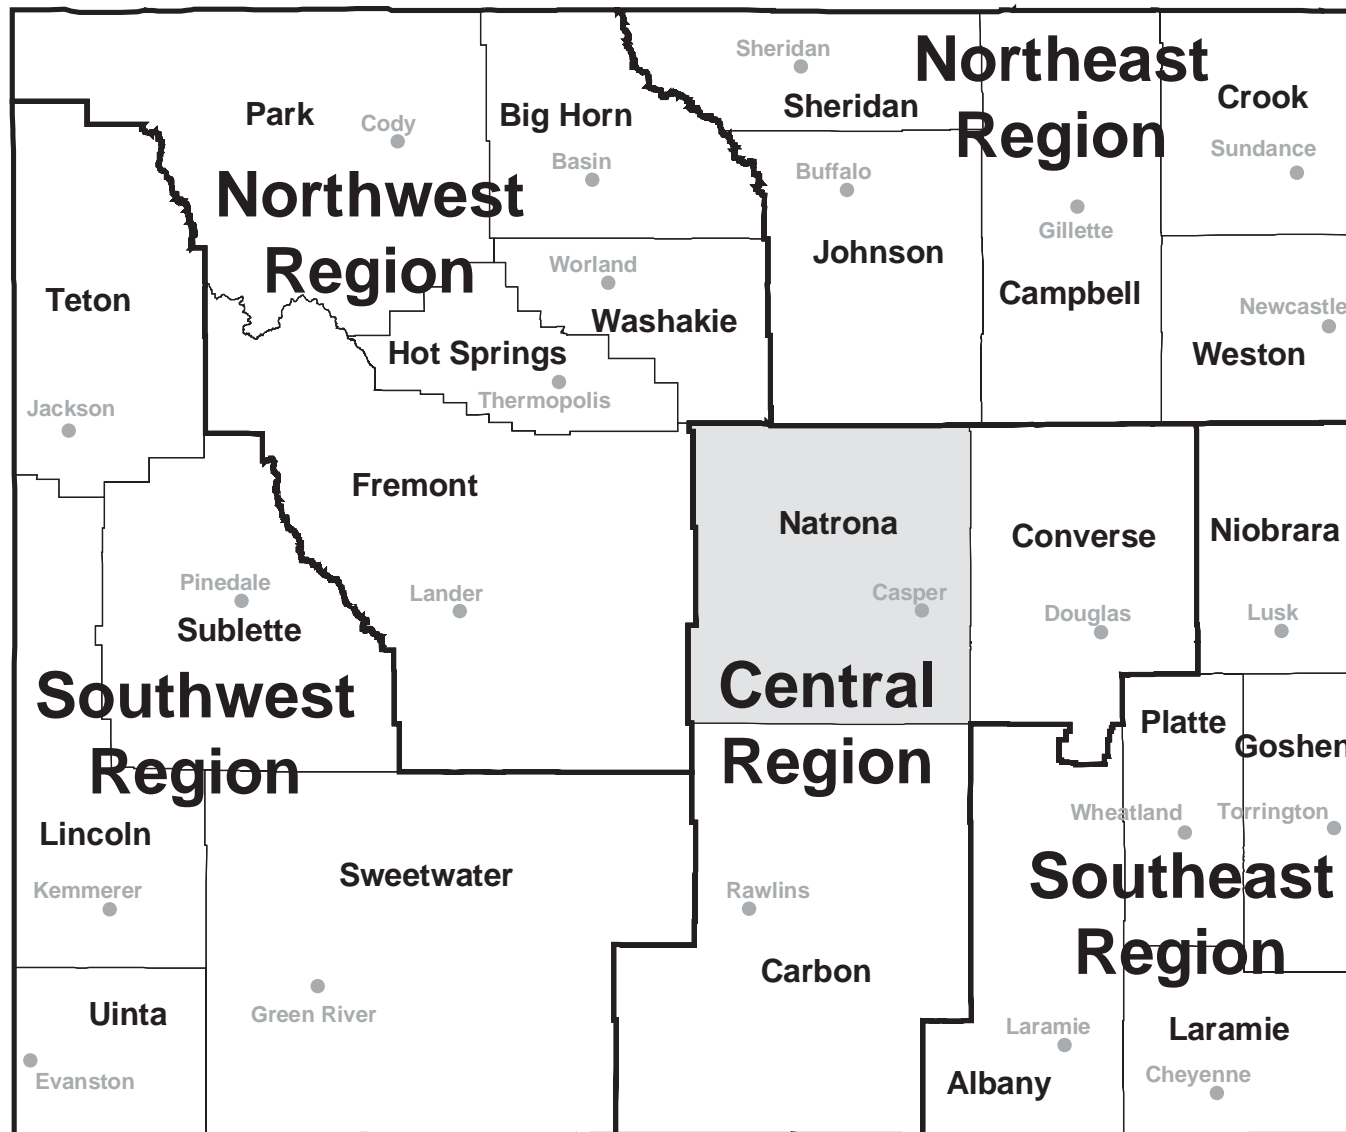 Sheridan
Sheridan
Northeast
Region
Crook
Sundance
Park
Cody
Big Horn
Basin
Northwest
Region
Buffalo
Johnson
Gillette
Campbell
Newcastle
Weston
Teton
Jackson
Worland
Washakie
Hot Springs
Thermopolis
Fremont
Lander
Natrona
Casper
Converse
Douglas
Niobrara
Lusk
Pinedale
Sublette
Southwest
Region
Central
Region
Platte
Goshen
Wheatland
Torrington
Southeast
Region
Lincoln
Kemmerer
Sweetwater
Green River
Rawlins
Carbon
Uinta
Evanston
Laramie
Albany
Laramie
Cheyenne